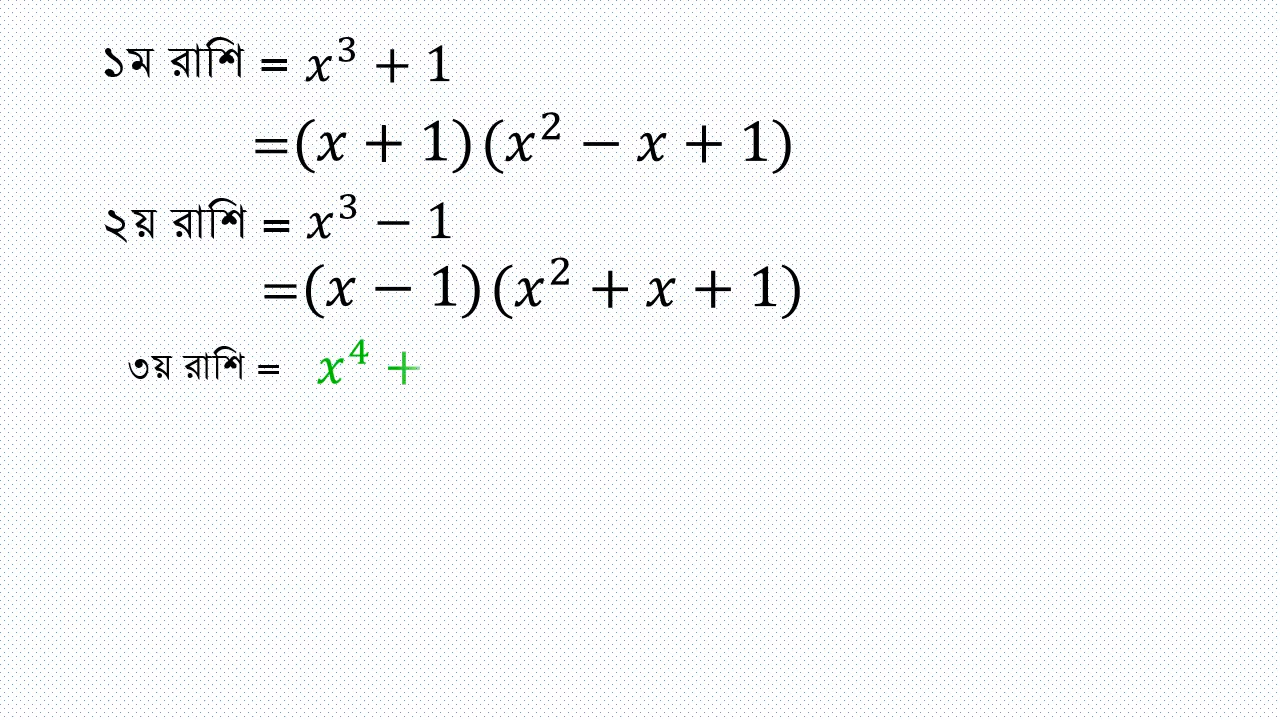 ১ম রাশি = x³ + 1
=(x + 1)(x² − x + 1)
২য় রাশি = x³ − 1
=(x − 1)(x² + x + 1)
৩য় রাশি = x⁴ +